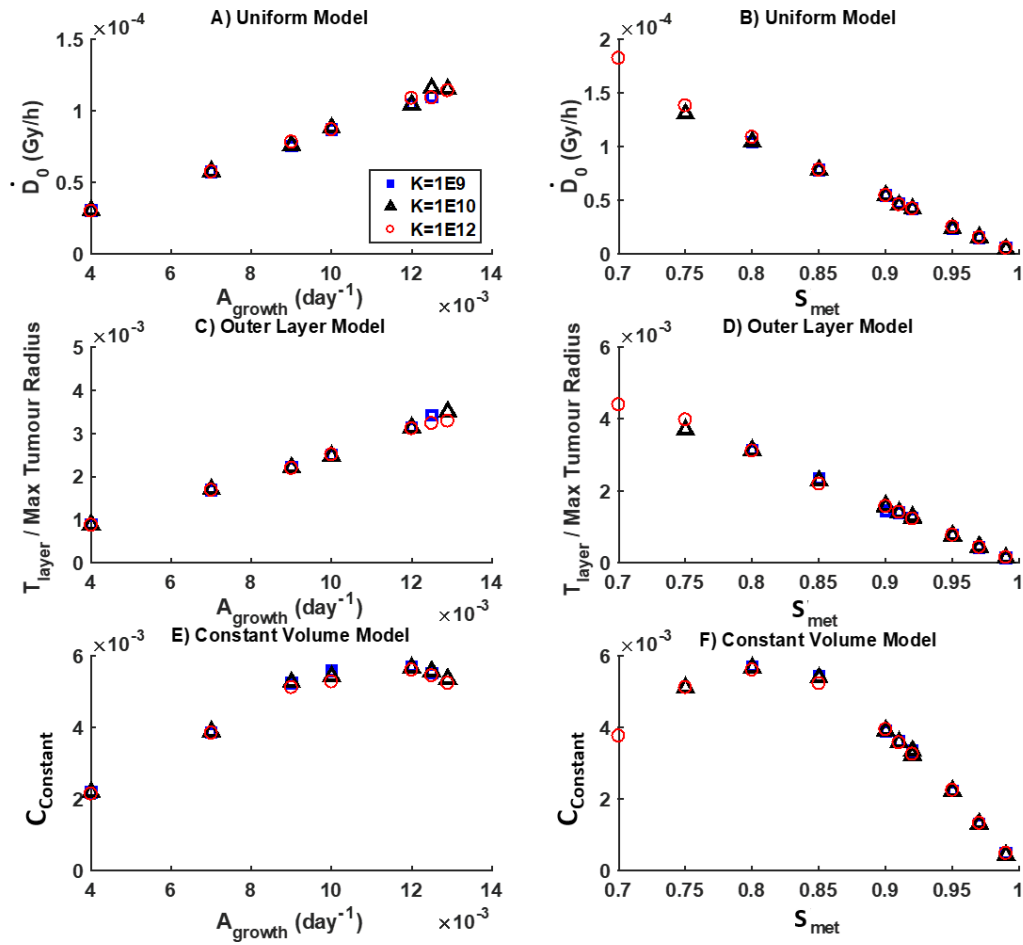 A) Uniform Model
×10⁻⁴
1.5
1
0.5
0
Ḋ₀ (Gy/h)
4 6 8 10 12 14
A_growth (day⁻¹) ×10⁻³
K=1E9
K=1E10
K=1E12
B) Uniform Model
×10⁻⁴
2
1.5
1
0.5
0
Ḋ₀ (Gy/h)
0.7 0.75 0.8 0.85 0.9 0.95 1
S_met
C) Outer Layer Model
×10⁻³
5
4
3
2
1
0
T_layer / Max Tumour Radius
4 6 8 10 12 14
A_growth (day⁻¹) ×10⁻³
D) Outer Layer Model
×10⁻³
6
4
2
0
T_layer / Max Tumour Radius
0.7 0.75 0.8 0.85 0.9 0.95 1
S_met
E) Constant Volume Model
×10⁻³
6
4
2
0
C_Constant
4 6 8 10 12 14
A_growth (day⁻¹) ×10⁻³
F) Constant Volume Model
×10⁻³
6
4
2
0
C_Constant
0.7 0.75 0.8 0.85 0.9 0.95 1
S_met